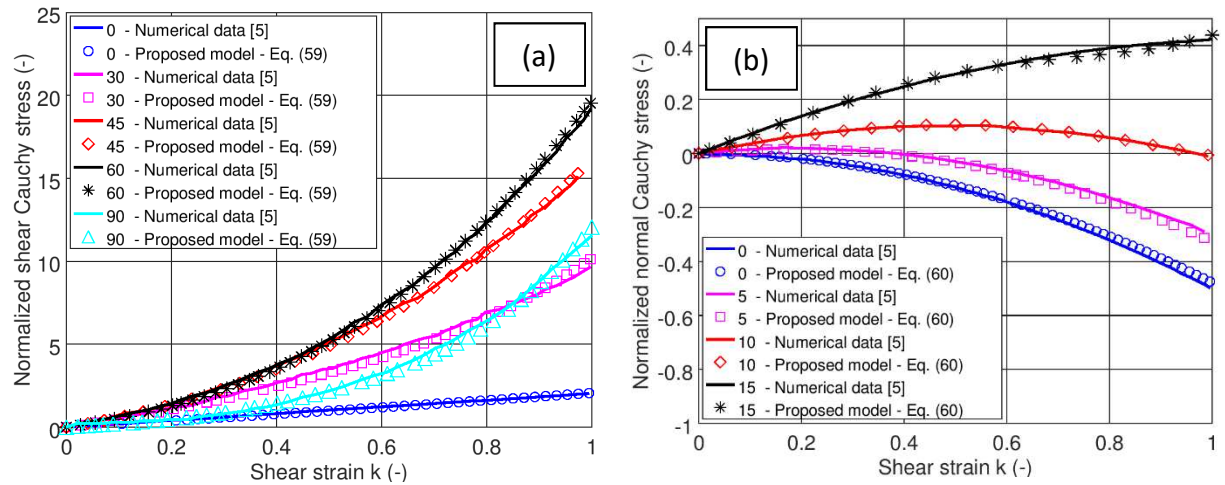 (a)
Normalized shear Cauchy stress (-)
25
20
15
10
5
0
0 - Numerical data [5]
0 - Proposed model - Eq. (59)
30 - Numerical data [5]
30 - Proposed model - Eq. (59)
45 - Numerical data [5]
45 - Proposed model - Eq. (59)
60 - Numerical data [5]
60 - Proposed model - Eq. (59)
90 - Numerical data [5]
90 - Proposed model - Eq. (59)
0 0.2 0.4 0.6 0.8 1
Shear strain k (-)
(b)
Normalized normal Cauchy stress (-)
0.4
0.2
0
-0.2
-0.4
-0.6
-0.8
-1
0 - Numerical data [5]
0 - Proposed model - Eq. (60)
5 - Numerical data [5]
5 - Proposed model - Eq. (60)
10 - Numerical data [5]
10 - Proposed model - Eq. (60)
15 - Numerical data [5]
15 - Proposed model - Eq. (60)
0 0.2 0.4 0.6 0.8 1
Shear strain k (-)